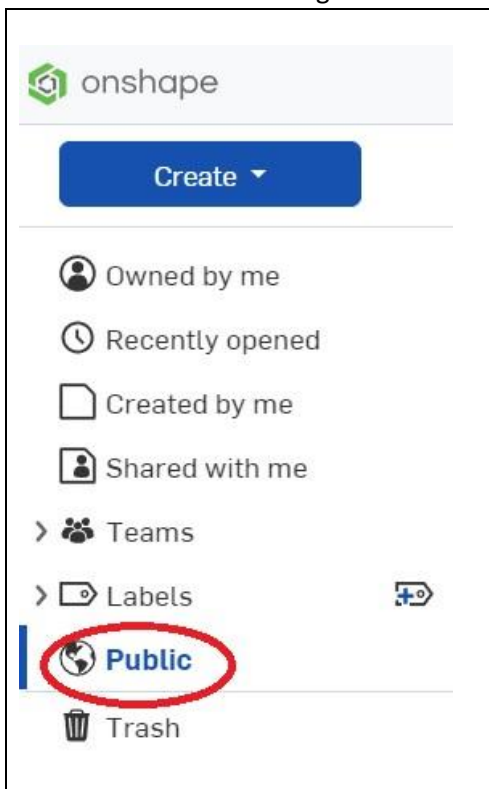 onshape
Create
Owned by me
Recently opened
Created by me
Shared with me
Teams
Labels
Public
Trash